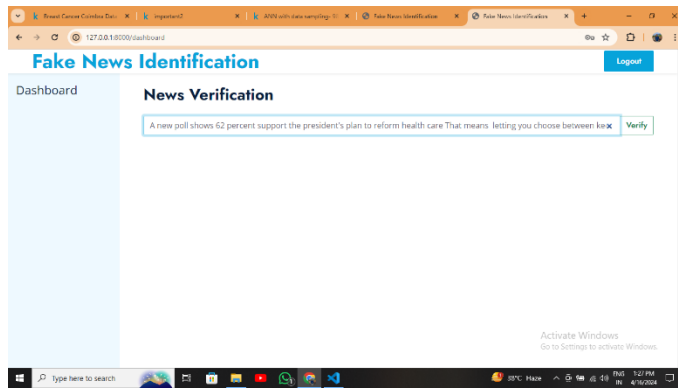 Breast Cancer Coimbra Data
important2
ANN with data sampling- 
Fake News Identification
Fake News Identification
127.0.0.1:8000/dashboard
Fake News Identification
Logout
Dashboard
News Verification
A new poll shows 62 percent support the president's plan to reform health care That means letting you choose between ke
Verify
Activate Windows
Go to Settings to activate Windows.
Type here to search
38°C Haze
ENG
1:27 PM
IN
4/16/2024